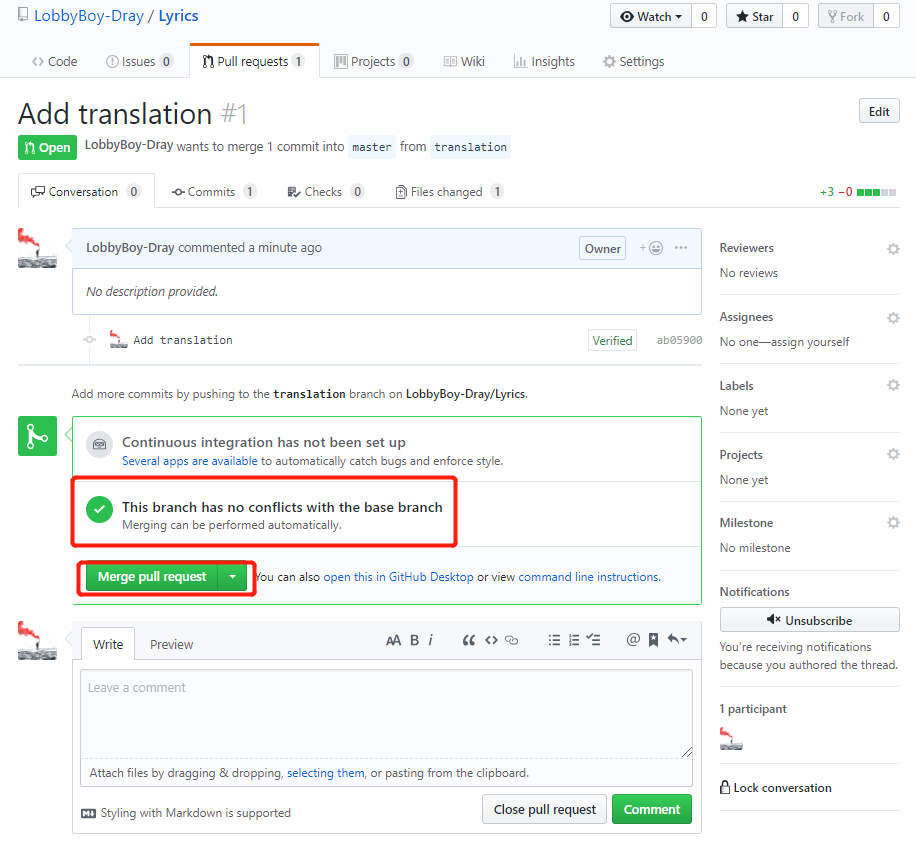 LobbyBoy-Dray / Lyrics
Watch 0 Star 0 Fork 0
Code Issues 0 Pull requests 1 Projects 0 Wiki Insights Settings
Add translation #1
Edit
Open LobbyBoy-Dray wants to merge 1 commit into master from translation
Conversation 0 Commits 1 Checks 0 Files changed 1 +3 −0
LobbyBoy-Dray commented a minute ago Owner
No description provided.
Add translation Verified ab05900
Add more commits by pushing to the translation branch on LobbyBoy-Dray/Lyrics.
Continuous integration has not been set up
Several apps are available to automatically catch bugs and enforce style.
This branch has no conflicts with the base branch
Merging can be performed automatically.
Merge pull request You can also open this in GitHub Desktop or view command line instructions.
Write Preview AA B i
Leave a comment
Attach files by dragging & dropping, selecting them, or pasting from the clipboard.
Styling with Markdown is supported
Close pull request Comment
Reviewers
No reviews
Assignees
No one—assign yourself
Labels
None yet
Projects
None yet
Milestone
No milestone
Notifications
Unsubscribe
You're receiving notifications
because you authored the thread.
1 participant
Lock conversation